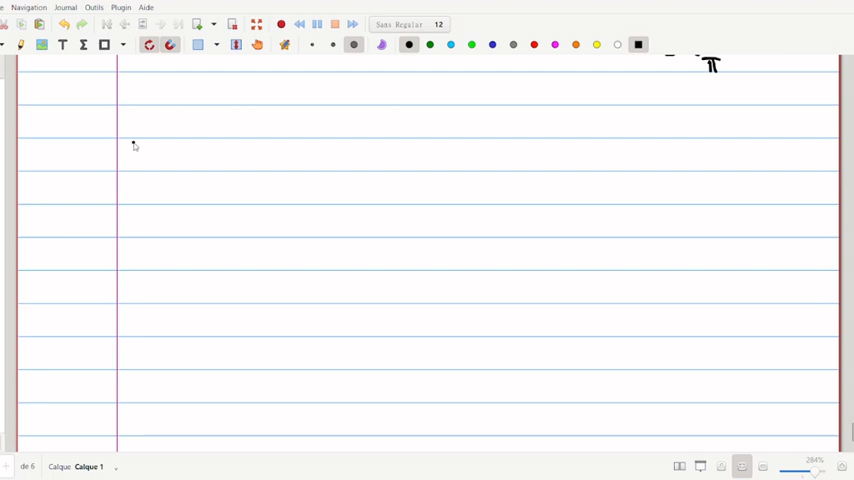 e Navigation Journal Outils Plugin Aide
Sans Regular 12
T Σ
π
de 6 Calque Calque 1 284%